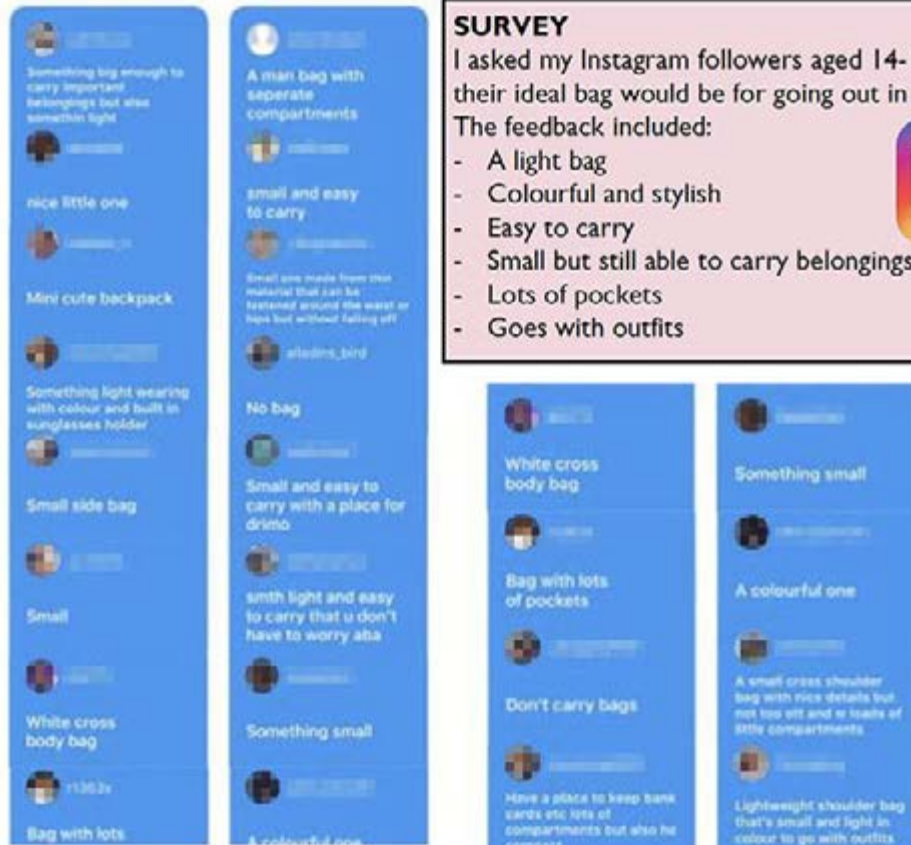 Something big enough to
carry important
belongings but also
somethin light
nice little one
Mini cute backpack
Something light wearing
with colour and built in
sunglasses holder
Small side bag
Small
White cross
body bag
r1363x
Bag with lots
A man bag with
seperate
compartments
small and easy
to carry
Small one made from thin
material that can be
fastened around the waist or
hips but without falling off
No bag
Small and easy to
carry with a place for
smth light and easy
to carry that u don't
have to worry aba
Something small
A colourful one
SURVEY
I asked my Instagram followers aged 14-
their ideal bag would be for going out in
The feedback included:
- A light bag
- Colourful and stylish
- Easy to carry
- Small but still able to carry belongings
- Lots of pockets
- Goes with outfits
White cross
body bag
Bag with lots
of pockets
Don't carry bags
Have a place to keep bank
cards etc lots of
compartments but also be
Something small
A colourful one
A small cross shoulder
bag with nice details but
not too ott and w loads of
little compartments
Lightweight shoulder bag
that's small and light in
colour to go with outfits